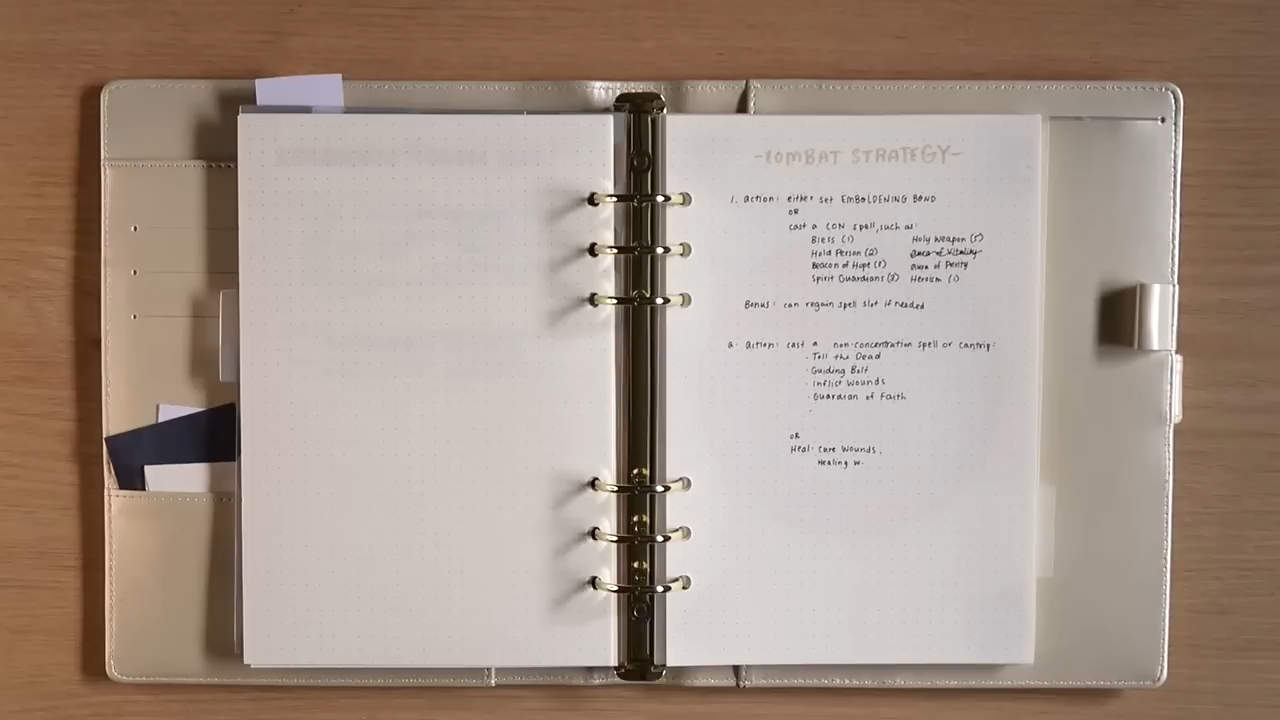 -COMBAT STRATEGY-
1. action: either set EMBOLDENING BOND
OR
cast a CON spell, such as:
Bless (1) Holy Weapon (5)
Hold Person (2) aura of Vitality
Beacon of Hope (3) aura of Purity
Spirit Guardians (3) Heroism (1)
Bonus: can regain spell slot if needed
2. action: cast a non-concentration spell or cantrip:
· Toll the Dead
· Guiding Bolt
· Inflict Wounds
· Guardian of Faith
·
OR
Heal: Cure Wounds,
Healing W-